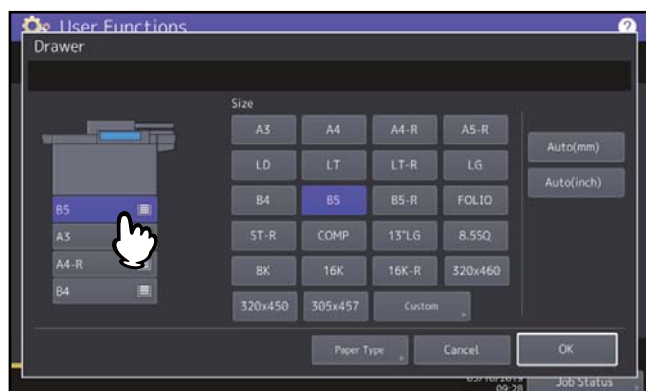 User Functions
?
Drawer
Size
A3 A4 A4-R A5-R
Auto(mm)
LD LT LT-R LG
Auto(inch)
B4 B5 B5-R FOLIO
B5
A3
A4-R
B4
ST-R COMP 13"LG 8.5SQ
8K 16K 16K-R 320x460
320x450 305x457 Custom
Paper Type Cancel OK
09:28
Job Status